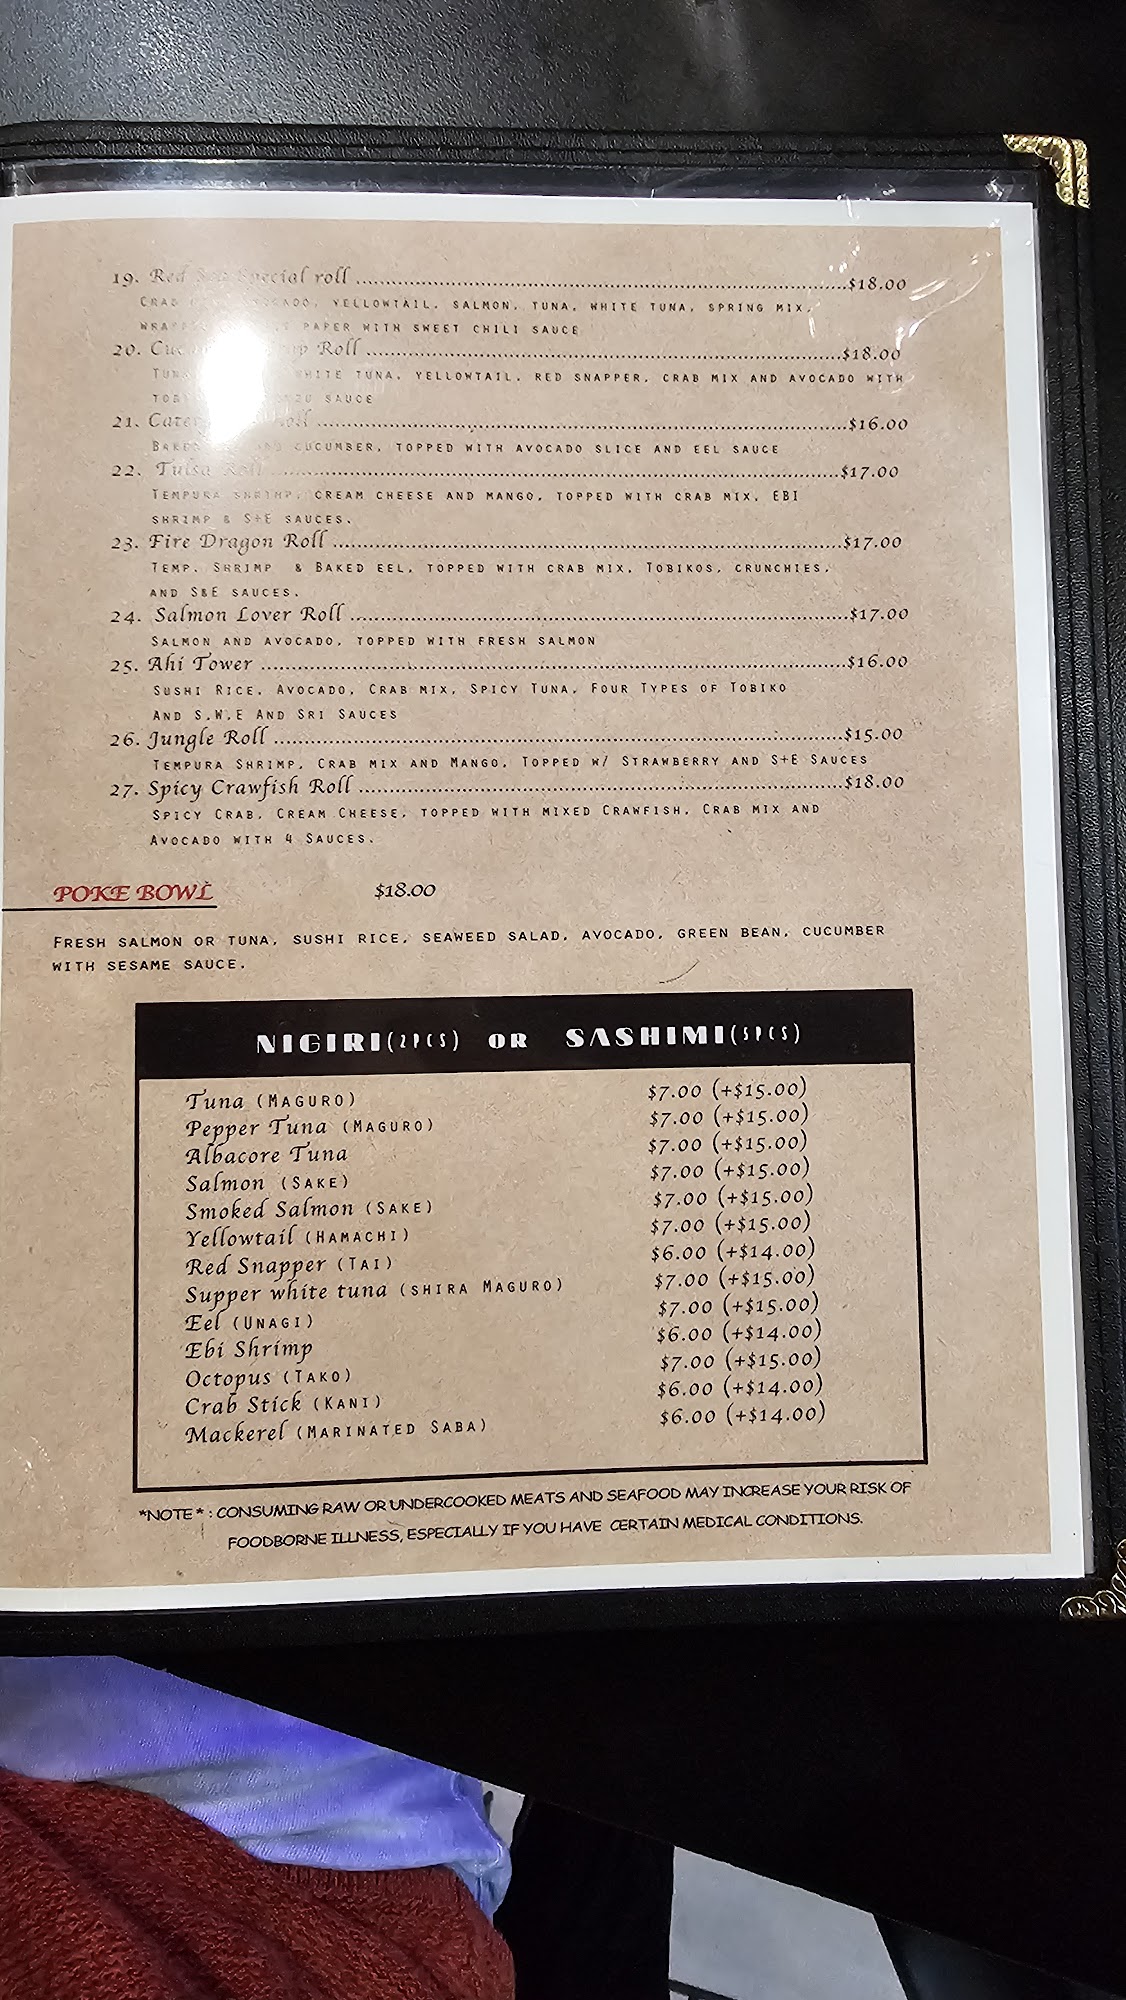 19. Red Sea Special roll ........ $18.00
Crab , yellowtail, salmon, tuna, white tuna, spring mix,
paper with sweet chili sauce
20. Roll ........ $18.00
white tuna, yellowtail, red snapper, crab mix and avocado with
sauce
21. Roll ........ $16.00
Baked cucumber, topped with avocado slice and eel sauce
22. Tulsa Roll ........ $17.00
Tempura shrimp, cream cheese and mango, topped with crab mix, EBI
shrimp & S+E sauces.
23. Fire Dragon Roll ........ $17.00
Temp. Shrimp & Baked eel, topped with crab mix, Tobikos, crunchies,
and S&E sauces.
24. Salmon Lover Roll ........ $17.00
Salmon and avocado, topped with fresh salmon
25. Ahi Tower ........ $16.00
Sushi Rice, Avocado, Crab mix, Spicy Tuna, Four Types of Tobiko
And S.W.E And Sri Sauces
26. Jungle Roll ........ $15.00
Tempura Shrimp, Crab mix and Mango, Topped w/ Strawberry and S+E Sauces
27. Spicy Crawfish Roll ........ $18.00
Spicy Crab, Cream Cheese, topped with mixed Crawfish, Crab mix and
Avocado with 4 Sauces.
POKE BOWL $18.00
Fresh salmon or tuna, sushi rice, seaweed salad, avocado, green bean, cucumber
with sesame sauce.
NIGIRI(2PCS) OR SASHIMI(5PCS)
Tuna (Maguro) $7.00 (+$15.00)
Pepper Tuna (Maguro) $7.00 (+$15.00)
Albacore Tuna $7.00 (+$15.00)
Salmon (Sake) $7.00 (+$15.00)
Smoked Salmon (Sake) $7.00 (+$15.00)
Yellowtail (Hamachi) $7.00 (+$15.00)
Red Snapper (Tai) $6.00 (+$14.00)
Supper white tuna (shira Maguro) $7.00 (+$15.00)
Eel (Unagi) $7.00 (+$15.00)
Ebi Shrimp $6.00 (+$14.00)
Octopus (Tako) $7.00 (+$15.00)
Crab Stick (Kani) $6.00 (+$14.00)
Mackerel (Marinated Saba) $6.00 (+$14.00)
*NOTE* : CONSUMING RAW OR UNDERCOOKED MEATS AND SEAFOOD MAY INCREASE YOUR RISK OF
FOODBORNE ILLNESS, ESPECIALLY IF YOU HAVE CERTAIN MEDICAL CONDITIONS.